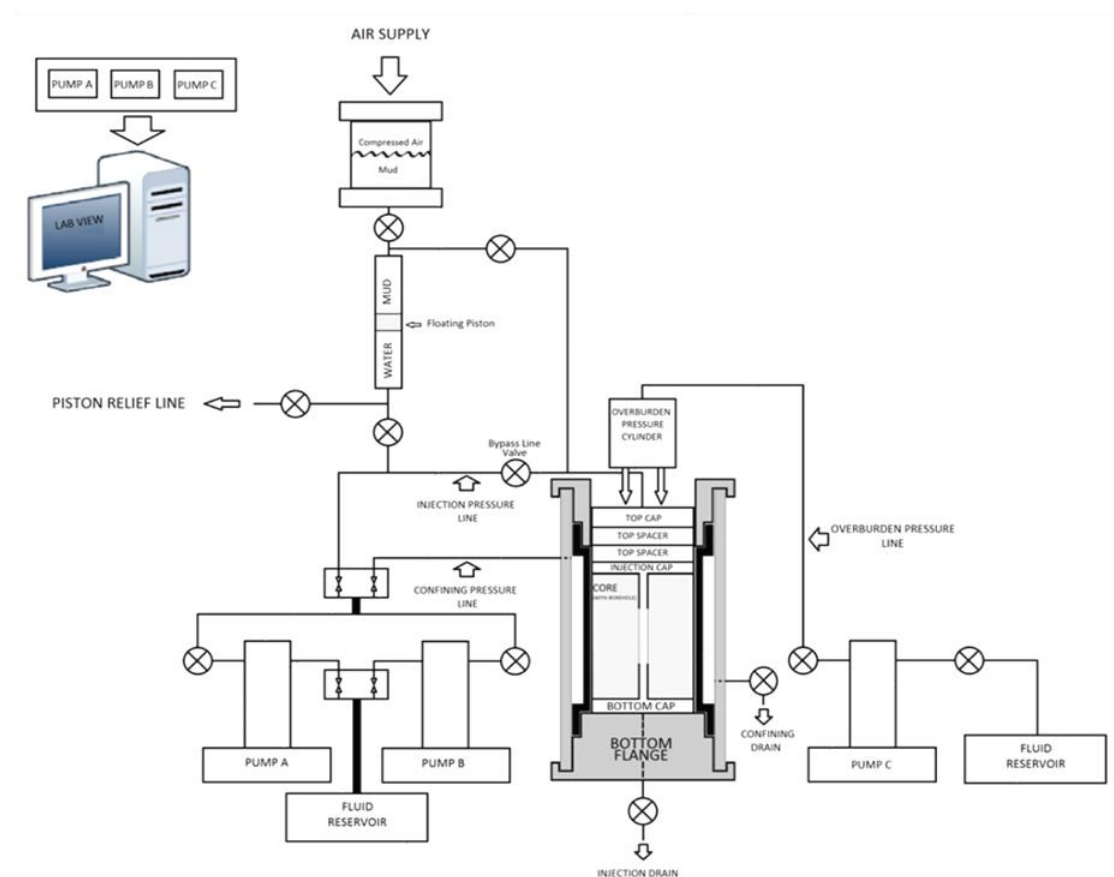 AIR SUPPLY
PUMP A
PUMP B
PUMP C
Compressed Air
Mud
LAB VIEW
MUD
Floating Piston
WATER
PISTON RELIEF LINE
OVERBURDEN
PRESSURE
CYLINDER
Bypass Line
Valve
INJECTION PRESSURE
LINE
TOP CAP
TOP SPACER
TOP SPACER
INJECTION CAP
OVERBURDEN PRESSURE
LINE
CONFINING PRESSURE
LINE
CORE
(WITH BOREHOLE)
BOTTOM CAP
BOTTOM
FLANGE
CONFINING
DRAIN
PUMP A
PUMP B
PUMP C
FLUID
RESERVOIR
FLUID
RESERVOIR
INJECTION DRAIN